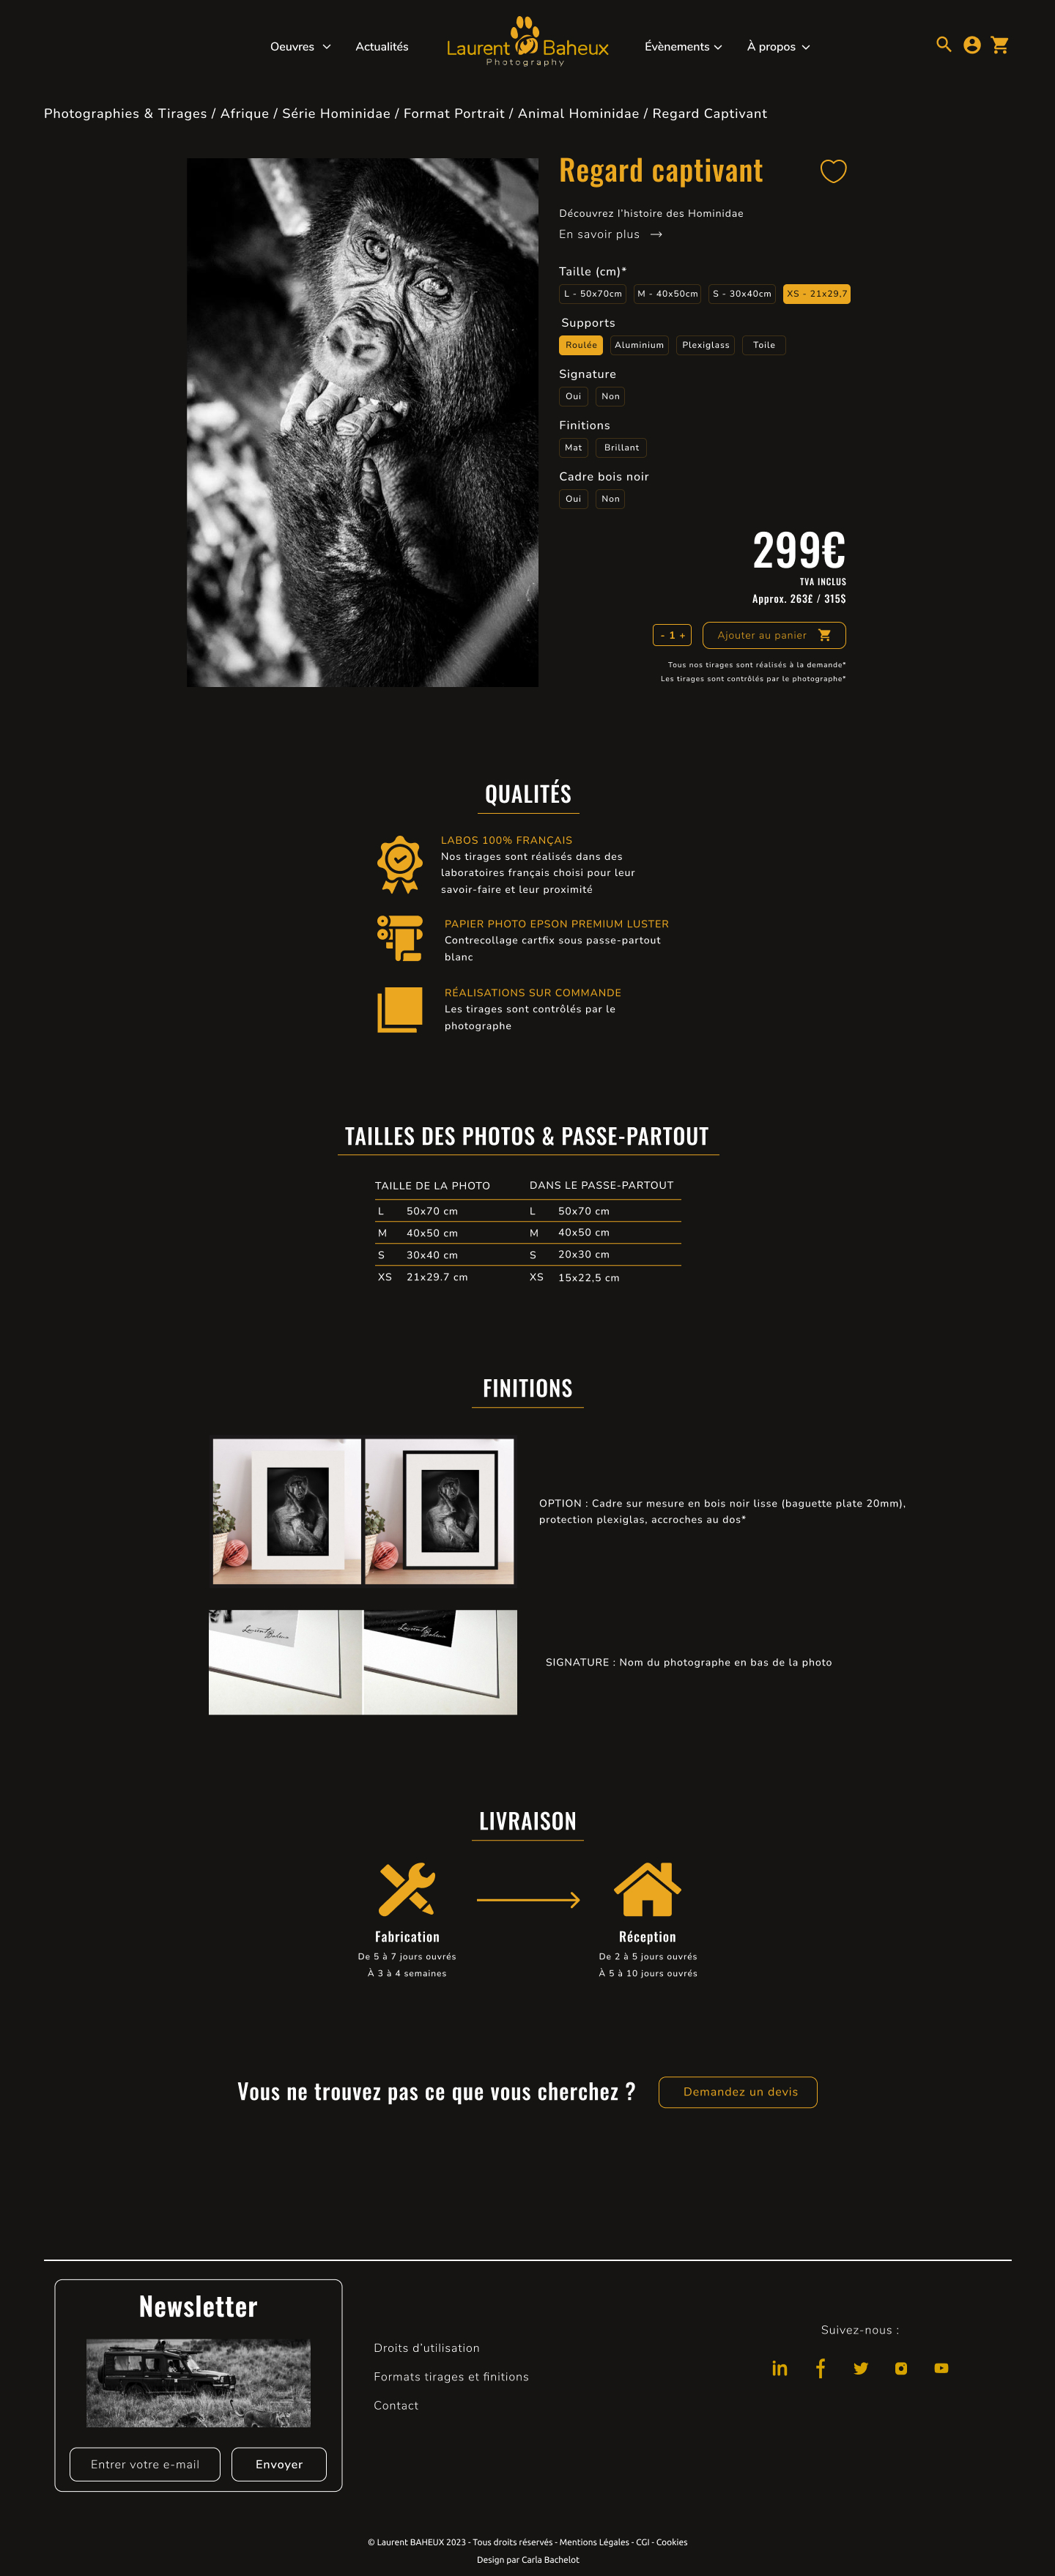 Oeuvres
Actualités
Laurent Baheux
Photography
Évènements
À propos
Photographies & Tirages / Afrique / Série Hominidae / Format Portrait / Animal Hominidae / Regard Captivant
Regard captivant
Découvrez l'histoire des Hominidae
En savoir plus →
Taille (cm)*
L - 50x70cm M - 40x50cm S - 30x40cm XS - 21x29,7
Supports
Roulée Aluminium Plexiglass Toile
Signature
Oui Non
Finitions
Mat Brillant
Cadre bois noir
Oui Non
299€
TVA INCLUS
Approx. 263£ / 315$
- 1 + Ajouter au panier
Tous nos tirages sont réalisés à la demande*
Les tirages sont contrôlés par le photographe*
QUALITÉS
LABOS 100% FRANÇAIS
Nos tirages sont réalisés dans des
laboratoires français choisi pour leur
savoir-faire et leur proximité
PAPIER PHOTO EPSON PREMIUM LUSTER
Contrecollage cartfix sous passe-partout
blanc
RÉALISATIONS SUR COMMANDE
Les tirages sont contrôlés par le
photographe
TAILLES DES PHOTOS & PASSE-PARTOUT
TAILLE DE LA PHOTO DANS LE PASSE-PARTOUT
L 50x70 cm L 50x70 cm
M 40x50 cm M 40x50 cm
S 30x40 cm S 20x30 cm
XS 21x29.7 cm XS 15x22,5 cm
FINITIONS
OPTION : Cadre sur mesure en bois noir lisse (baguette plate 20mm),
protection plexiglas, accroches au dos*
Laurent Baheux
Laurent Baheux
SIGNATURE : Nom du photographe en bas de la photo
LIVRAISON
Fabrication
De 5 à 7 jours ouvrés
À 3 à 4 semaines
Réception
De 2 à 5 jours ouvrés
À 5 à 10 jours ouvrés
Vous ne trouvez pas ce que vous cherchez ? Demandez un devis
Newsletter
Entrer votre e-mail Envoyer
Droits d'utilisation
Formats tirages et finitions
Contact
Suivez-nous :
© Laurent BAHEUX 2023 - Tous droits réservés - Mentions Légales - CGI - Cookies
Design par Carla Bachelot